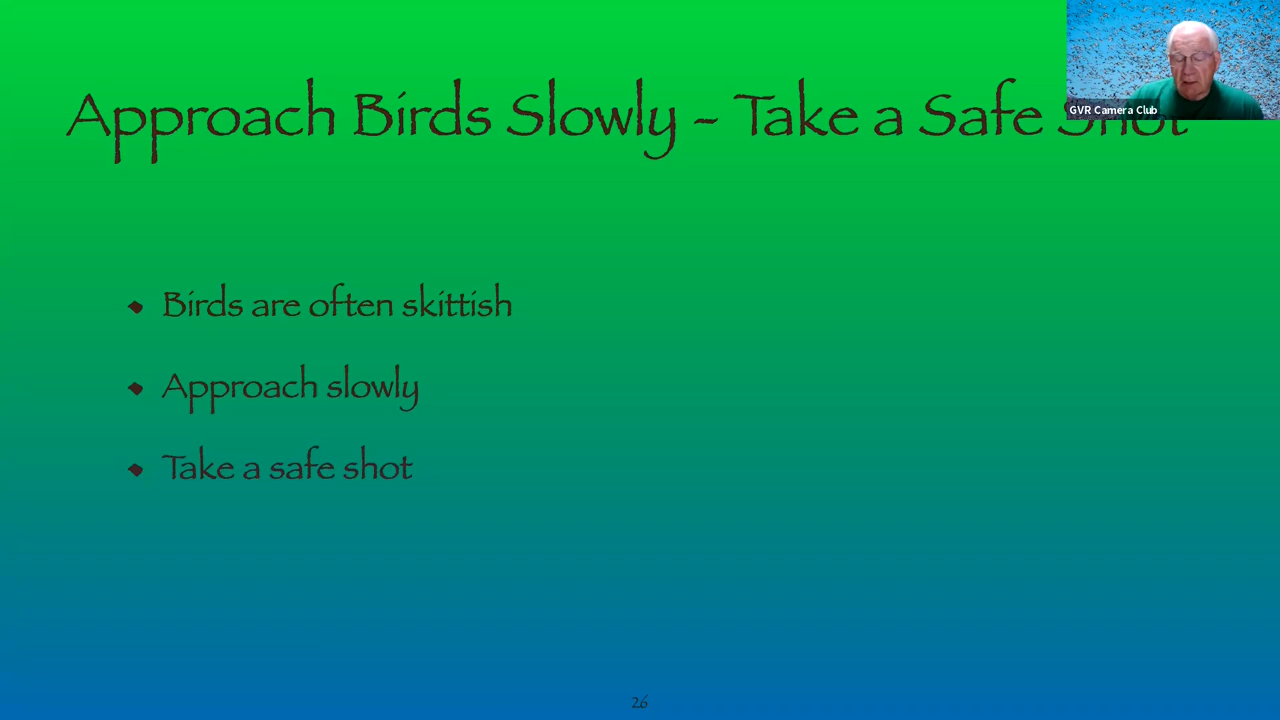 Approach Birds Slowly ~ Take a Safe Shot
GVR Camera Club
• Birds are often skittish
• Approach slowly
• Take a safe shot
26